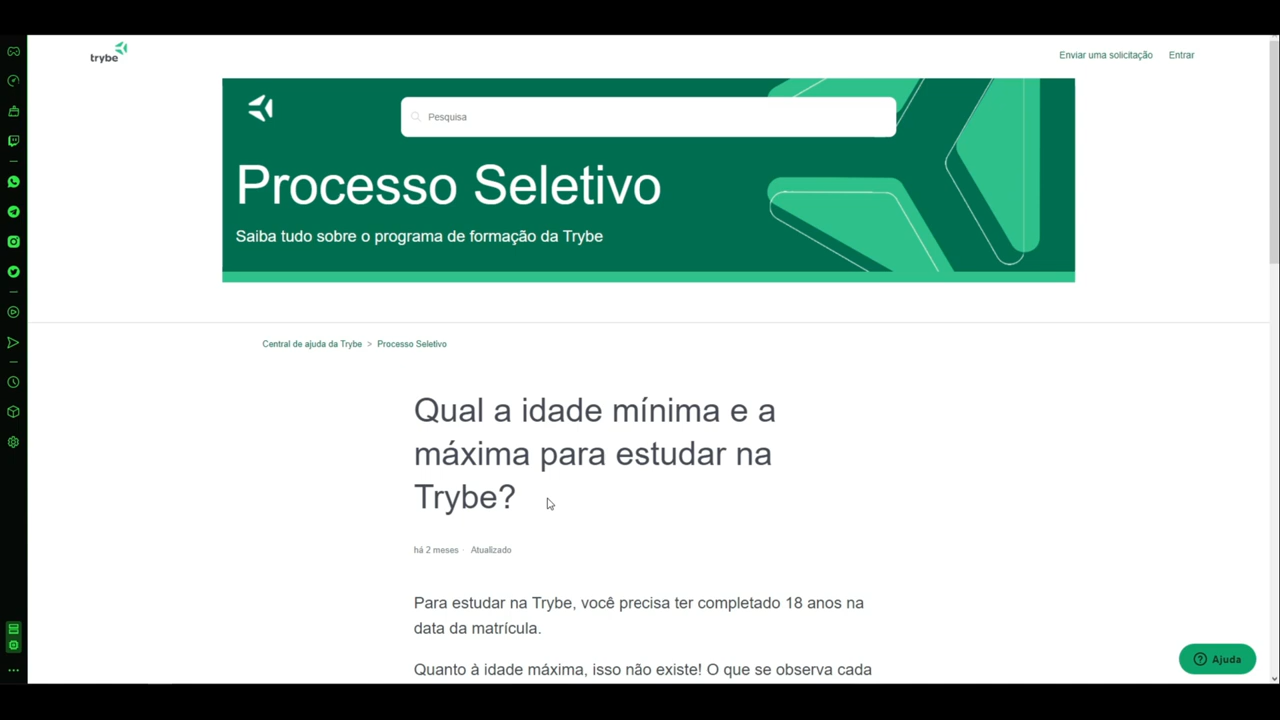 trybe
Enviar uma solicitação
Entrar
Pesquisa
Processo Seletivo
Saiba tudo sobre o programa de formação da Trybe
Central de ajuda da Trybe > Processo Seletivo
Qual a idade mínima e a
máxima para estudar na
Trybe?
há 2 meses · Atualizado
Para estudar na Trybe, você precisa ter completado 18 anos na
data da matrícula.
Quanto à idade máxima, isso não existe! O que se observa cada
Ajuda